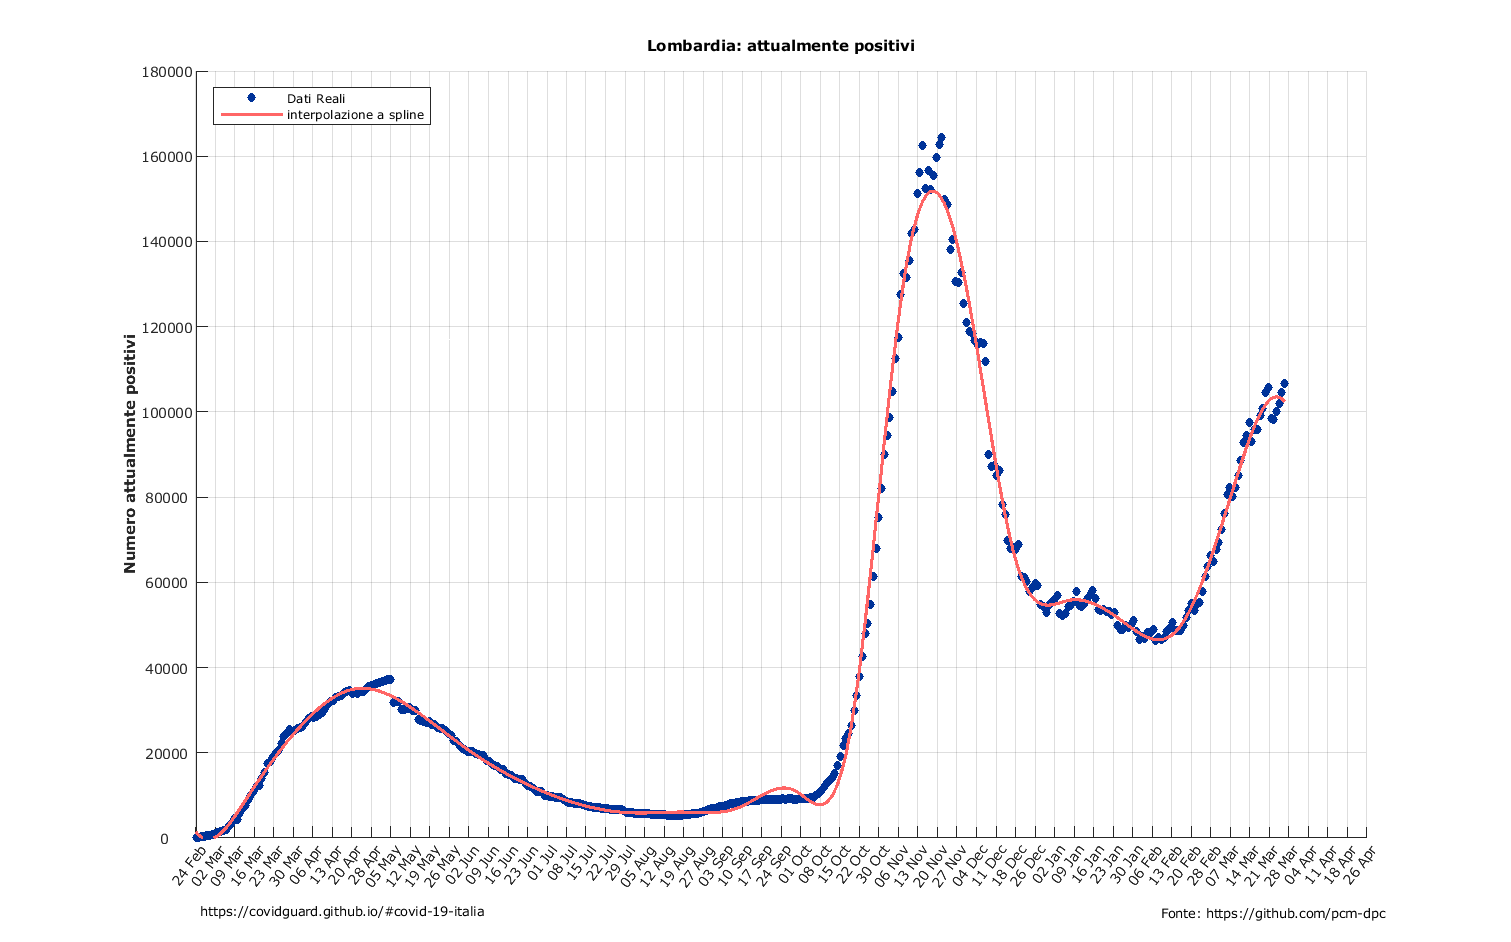 Lombardia: attualmente positivi
180000
Dati Reali
interpolazione a spline
160000
140000
120000
100000
80000
60000
40000
20000
0
Numero attualmente positivi
24 Feb
02 Mar
09 Mar
16 Mar
23 Mar
30 Mar
06 Apr
13 Apr
20 Apr
28 Apr
05 May
12 May
19 May
26 May
02 Jun
09 Jun
16 Jun
23 Jun
01 Jul
08 Jul
15 Jul
22 Jul
29 Jul
05 Aug
12 Aug
19 Aug
27 Aug
03 Sep
10 Sep
17 Sep
24 Sep
01 Oct
08 Oct
15 Oct
22 Oct
30 Oct
06 Nov
13 Nov
20 Nov
27 Nov
04 Dec
11 Dec
18 Dec
26 Dec
02 Jan
09 Jan
16 Jan
23 Jan
30 Jan
06 Feb
13 Feb
20 Feb
28 Feb
07 Mar
14 Mar
21 Mar
28 Mar
04 Apr
11 Apr
18 Apr
26 Apr
https://covidguard.github.io/#covid-19-italia
Fonte: https://github.com/pcm-dpc